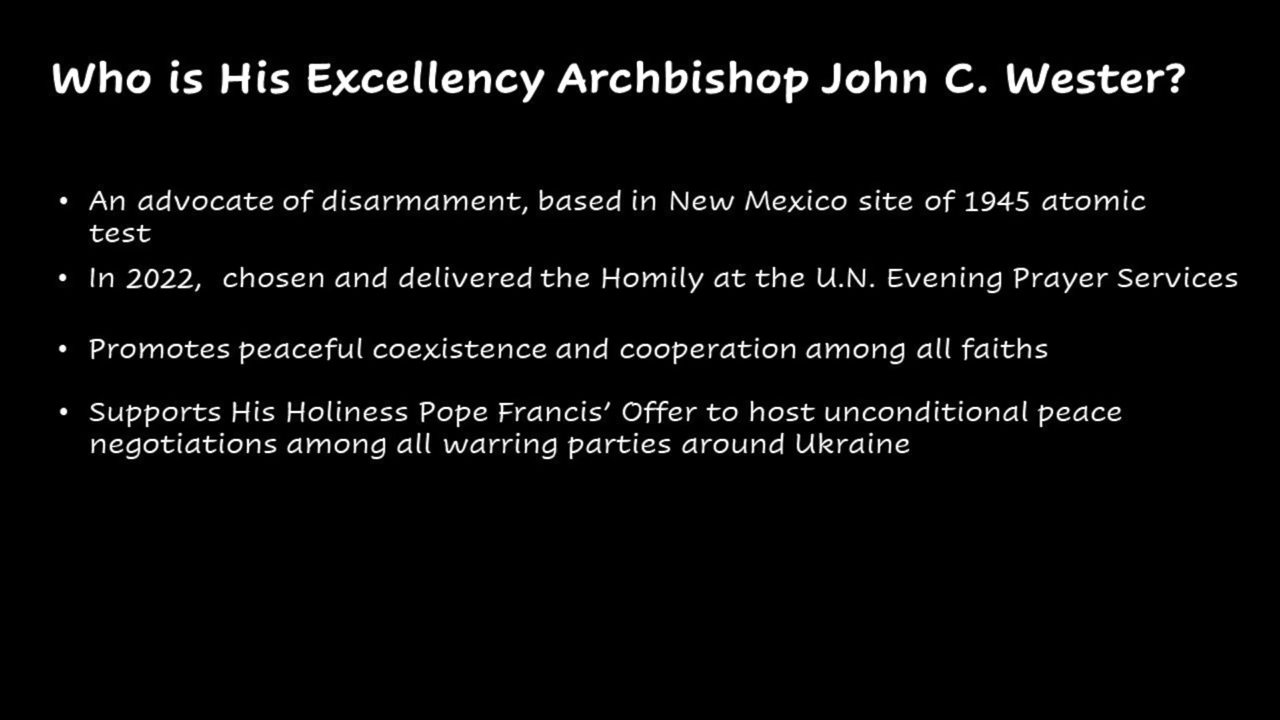 Who is His Excellency Archbishop John C. Wester?
• An advocate of disarmament, based in New Mexico site of 1945 atomic
test
• In 2022,  chosen and delivered the Homily at the U.N. Evening Prayer Services
• Promotes peaceful coexistence and cooperation among all faiths
• Supports His Holiness Pope Francis’ Offer to host unconditional peace
negotiations among all warring parties around Ukraine